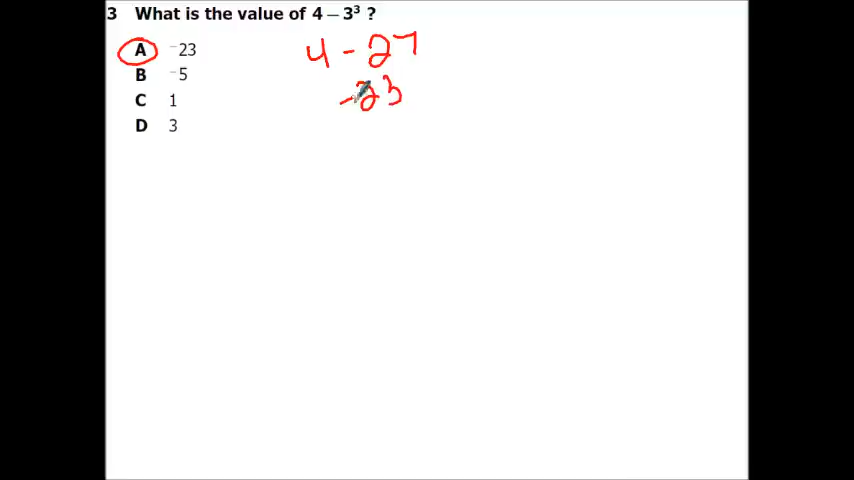 3 What is the value of 4 – 3³ ?
A ⁻23
B ⁻5
C 1
D 3
4 - 27
-23